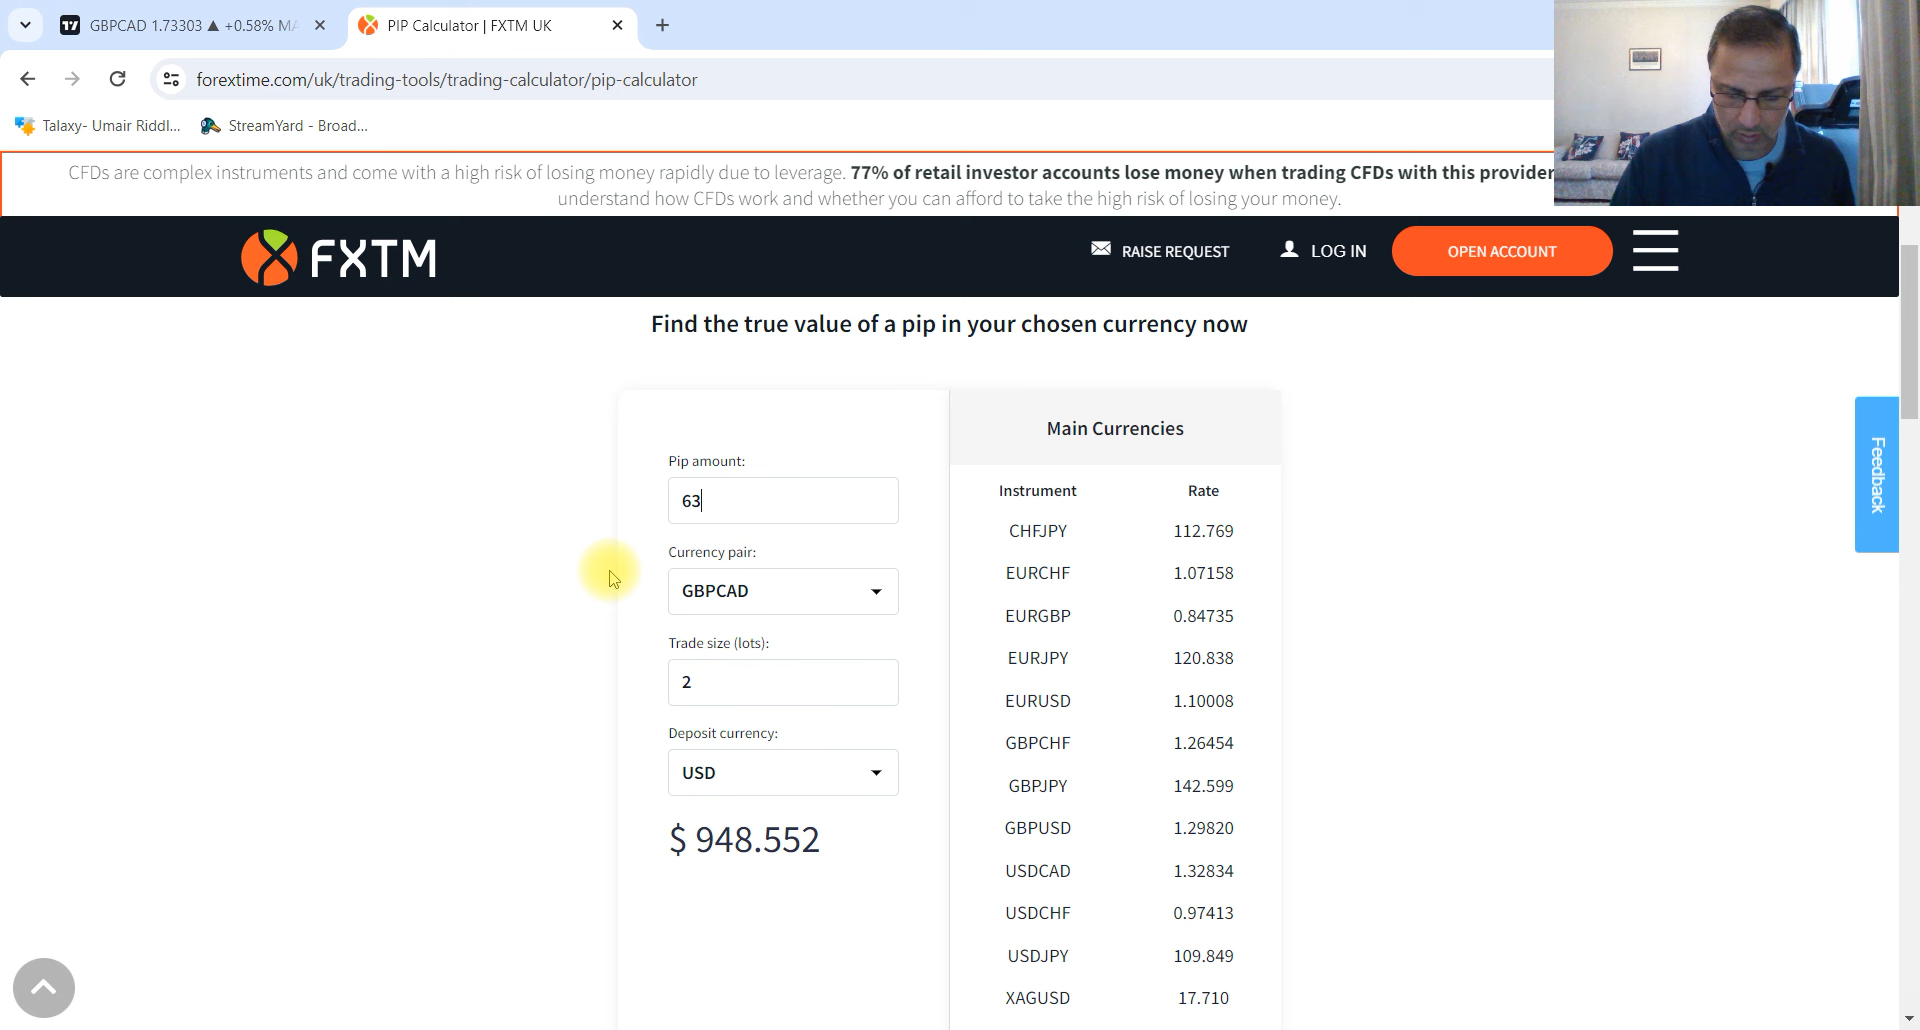 GBPCAD 1.73303 ▲ +0.58%
PIP Calculator | FXTM UK
forextime.com/uk/trading-tools/trading-calculator/pip-calculator
Talaxy- Umair Riddl...
StreamYard - Broad...
CFDs are complex instruments and come with a high risk of losing money rapidly due to leverage. 77% of retail investor accounts lose money when trading CFDs with this provider
understand how CFDs work and whether you can afford to take the high risk of losing your money.
FXTM
RAISE REQUEST
LOG IN
OPEN ACCOUNT
Find the true value of a pip in your chosen currency now
Pip amount:
63
Currency pair:
GBPCAD
Trade size (lots):
2
Deposit currency:
USD
$ 948.552
Main Currencies
Instrument Rate
CHFJPY 112.769
EURCHF 1.07158
EURGBP 0.84735
EURJPY 120.838
EURUSD 1.10008
GBPCHF 1.26454
GBPJPY 142.599
GBPUSD 1.29820
USDCAD 1.32834
USDCHF 0.97413
USDJPY 109.849
XAGUSD 17.710
Feedback